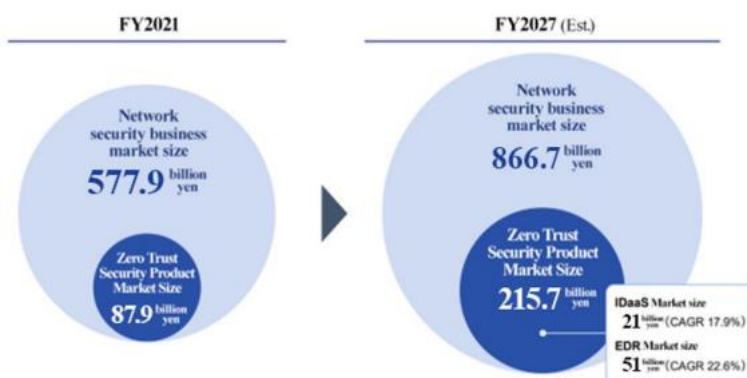 FY2021
Network
security business
market size
577.9 billion yen
Zero Trust
Security Product
Market Size
87.9 billion yen
FY2027 (Est.)
Network
security business
market size
866.7 billion yen
Zero Trust
Security Product
Market Size
215.7 billion yen
IDaaS Market size
21 billion yen (CAGR 17.9%)
EDR Market size
51 billion yen (CAGR 22.6%)